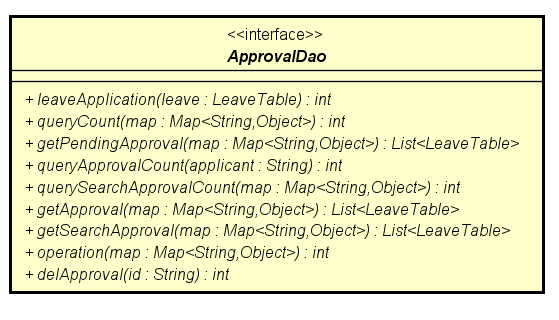 <<interface>>
ApprovalDao
+ leaveApplication(leave : LeaveTable) : int
+ queryCount(map : Map<String,Object>) : int
+ getPendingApproval(map : Map<String,Object>) : List<LeaveTable>
+ queryApprovalCount(applicant : String) : int
+ querySearchApprovalCount(map : Map<String,Object>) : int
+ getApproval(map : Map<String,Object>) : List<LeaveTable>
+ getSearchApproval(map : Map<String,Object>) : List<LeaveTable>
+ operation(map : Map<String,Object>) : int
+ delApproval(id : String) : int